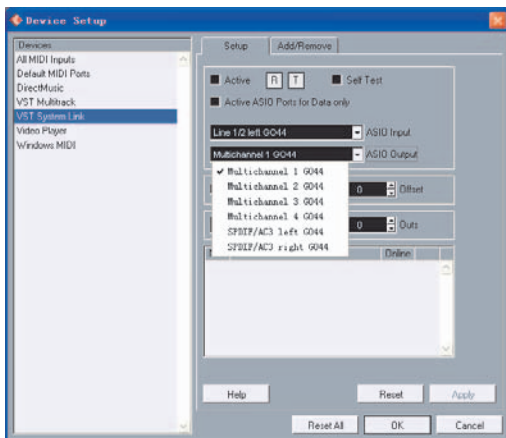 Device Setup
Devices
All MIDI Inputs
Default MIDI Ports
DirectMusic
VST Multitrack
VST System Link
Video Player
Windows MIDI
Setup
Add/Remove
Active
R
T
Self Test
Active ASIO Ports for Data only
Line 1/2 left GO44
ASIO Input
Multichannel 1 GO44
ASIO Output
Multichannel 1 GO44
Multichannel 2 GO44
Multichannel 3 GO44
Multichannel 4 GO44
SPDIF/AC3 left GO44
SPDIF/AC3 right GO44
0
Offset
0
Outs
Online
Help
Reset
Apply
Reset All
OK
Cancel